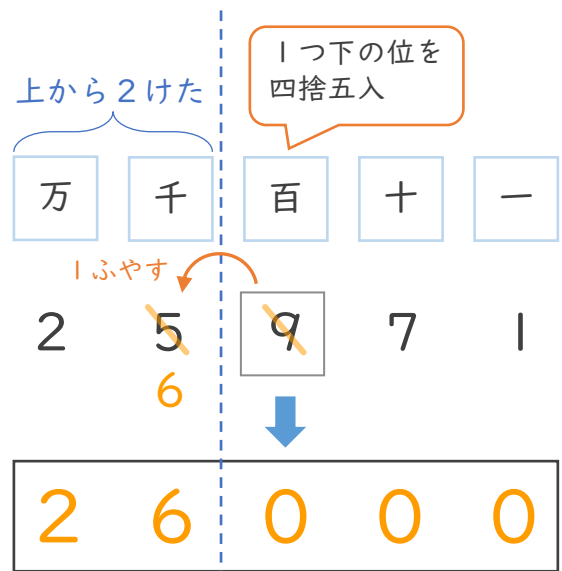 1つ下の位を
四捨五入
上から2けた
万 千 百 十 一
1ふやす
2 5 9 7 1
6
2 6 0 0 0